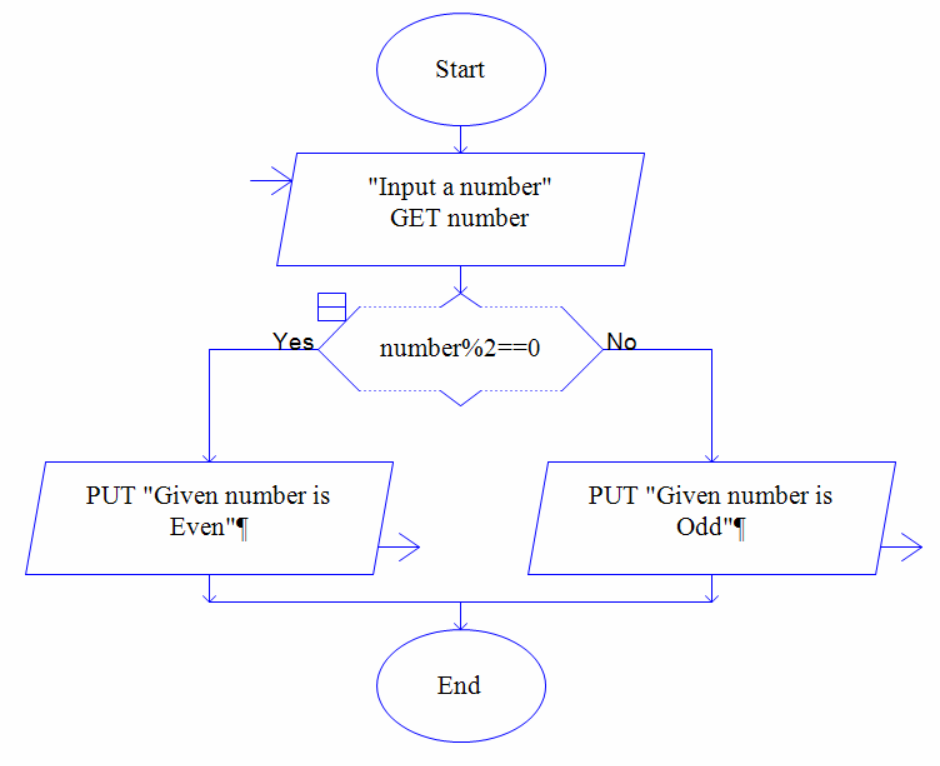 Start
"Input a number"
GET number
Yes
number%2==0
No
PUT "Given number is
Even"¶
PUT "Given number is
Odd"¶
End